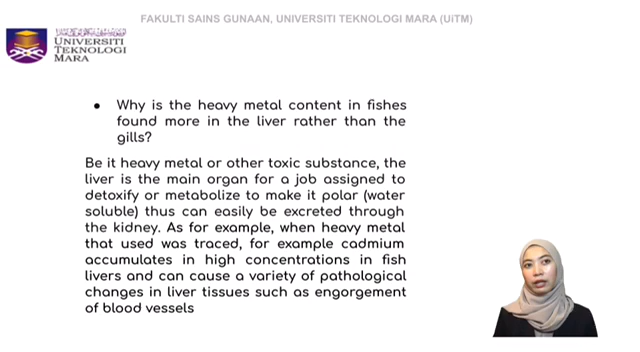 FAKULTI SAINS GUNAAN, UNIVERSITI TEKNOLOGI MARA (UiTM)
UNIVERSITI
TEKNOLOGI
MARA
● Why is the heavy metal content in fishes
found more in the liver rather than the
gills?
Be it heavy metal or other toxic substance, the
liver is the main organ for a job assigned to
detoxify or metabolize to make it polar (water
soluble) thus can easily be excreted through
the kidney. As for example, when heavy metal
that used was traced, for example cadmium
accumulates in high concentrations in fish
livers and can cause a variety of pathological
changes in liver tissues such as engorgement
of blood vessels